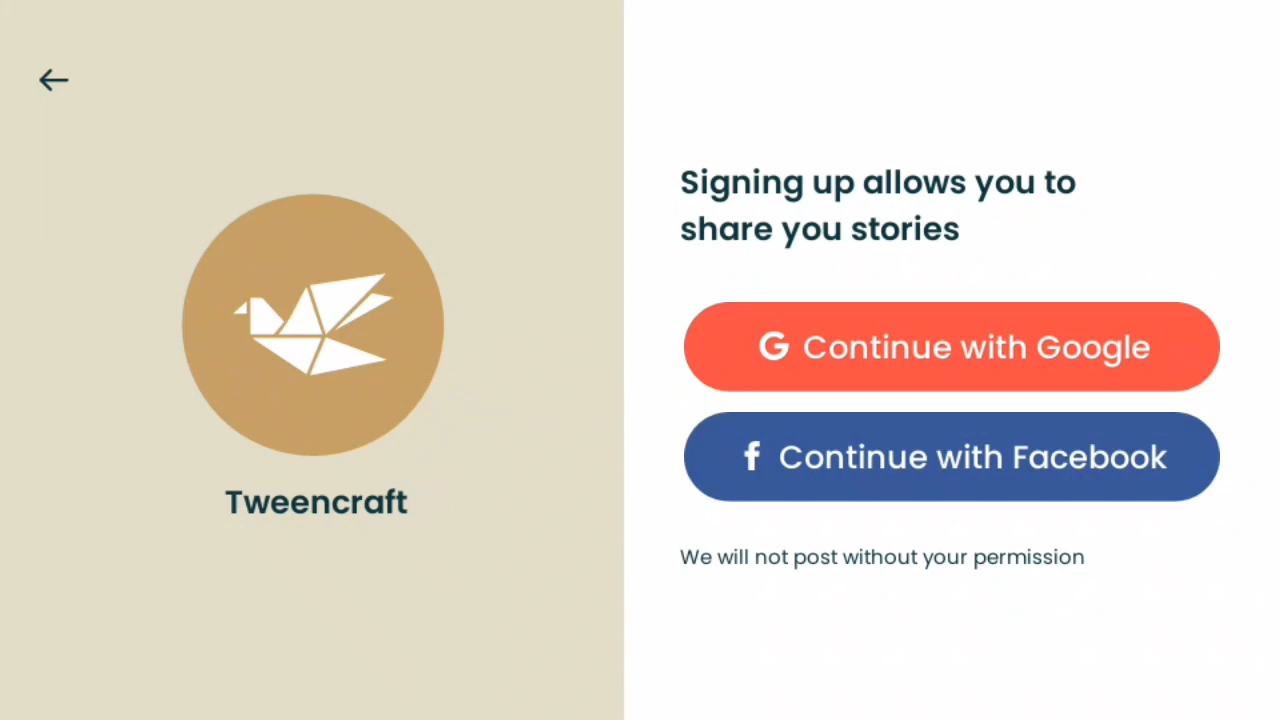 Tweencraft
Signing up allows you to
share you stories
Continue with Google
Continue with Facebook
We will not post without your permission